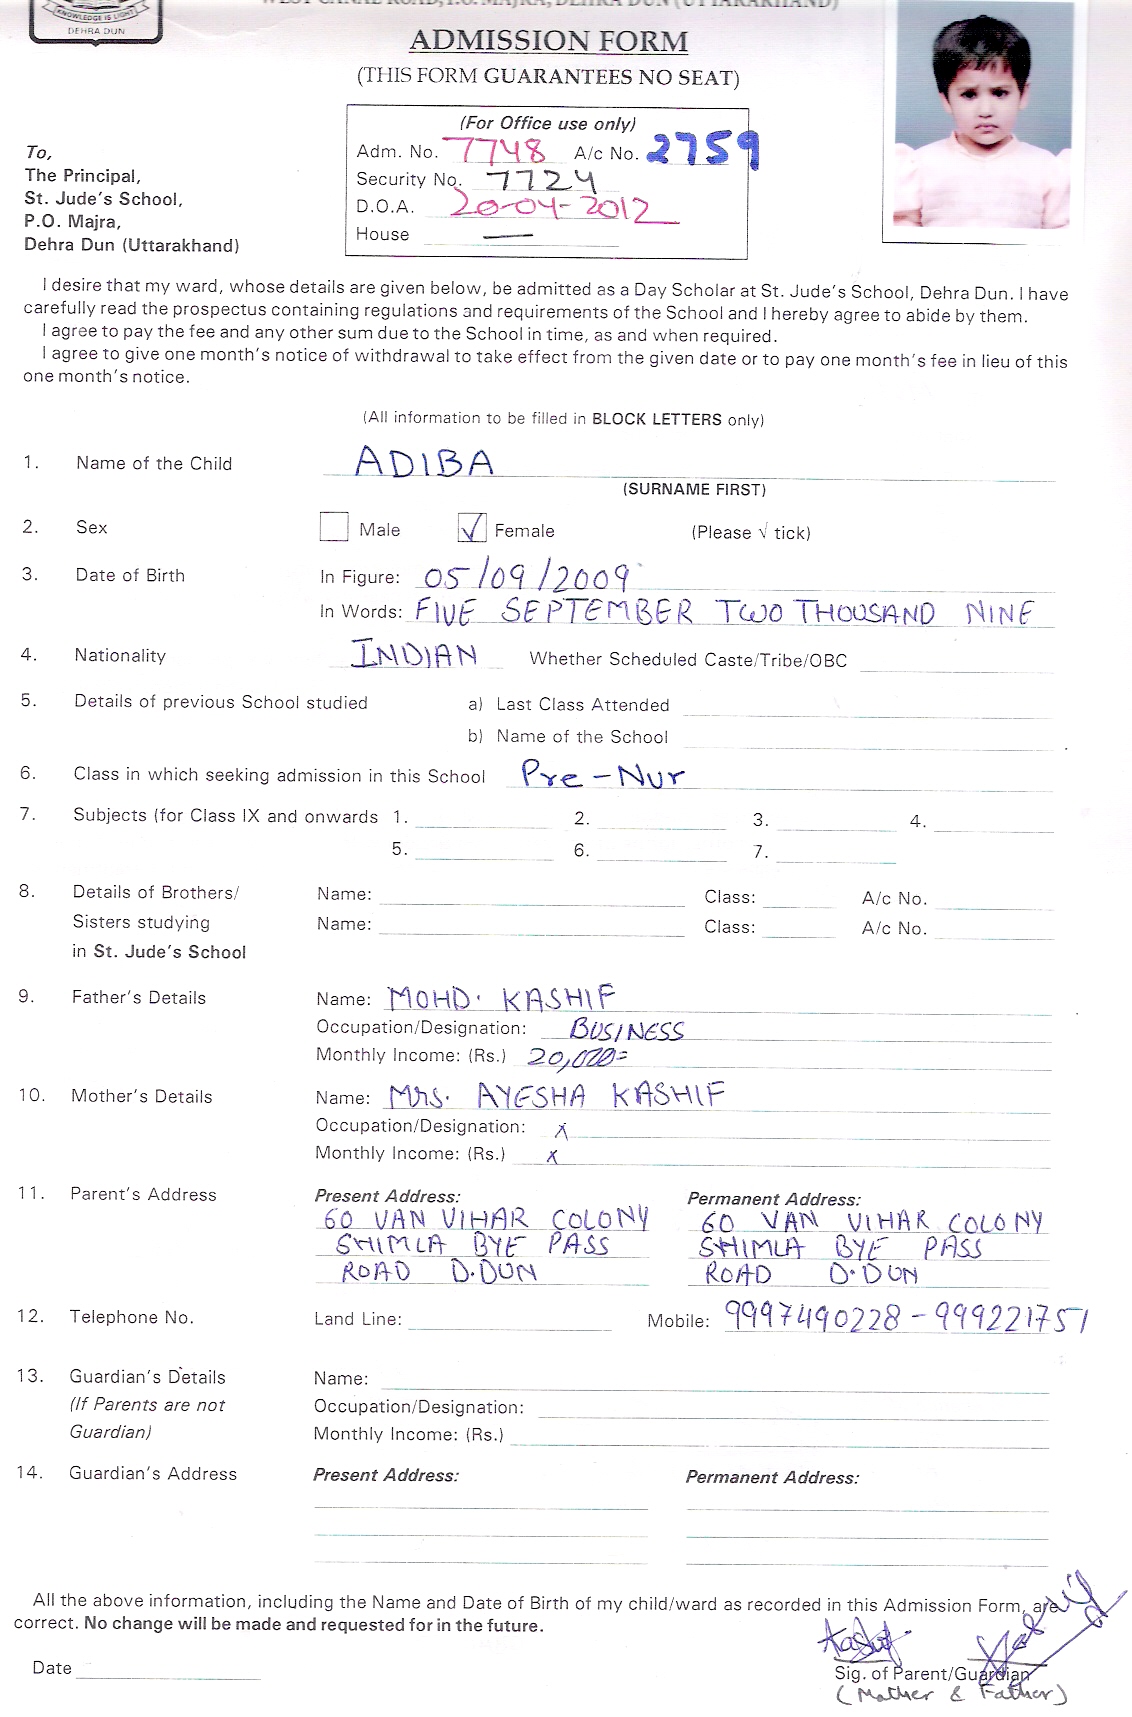 KNOWLEDGE IS LIGHT
DEHRA DUN
WEST CANAL ROAD, P.O. MAJRA, DEHRA DUN (UTTARAKHAND)
ADMISSION FORM
(THIS FORM GUARANTEES NO SEAT)
(For Office use only)
Adm. No. 7748 A/c No. 2759
Security No. 7724
D.O.A. 20-04-2012
House —
To,
The Principal,
St. Jude's School,
P.O. Majra,
Dehra Dun (Uttarakhand)
I desire that my ward, whose details are given below, be admitted as a Day Scholar at St. Jude's School, Dehra Dun. I have
carefully read the prospectus containing regulations and requirements of the School and I hereby agree to abide by them.
I agree to pay the fee and any other sum due to the School in time, as and when required.
I agree to give one month's notice of withdrawal to take effect from the given date or to pay one month's fee in lieu of this
one month's notice.
(All information to be filled in BLOCK LETTERS only)
1. Name of the Child ADIBA
(SURNAME FIRST)
2. Sex Male ✓ Female (Please √ tick)
3. Date of Birth In Figure: 05/09/2009
In Words: FIVE SEPTEMBER TWO THOUSAND NINE
4. Nationality INDIAN Whether Scheduled Caste/Tribe/OBC
5. Details of previous School studied a) Last Class Attended
b) Name of the School
6. Class in which seeking admission in this School Pre-Nur
7. Subjects (for Class IX and onwards 1. 2. 3. 4.
5. 6. 7.
8. Details of Brothers/ Name: Class: A/c No.
Sisters studying Name: Class: A/c No.
in St. Jude's School
9. Father's Details Name: MOHD. KASHIF
Occupation/Designation: BUSINESS
Monthly Income: (Rs.) 20,000=
10. Mother's Details Name: Mrs. AYESHA KASHIF
Occupation/Designation: X
Monthly Income: (Rs.) X
11. Parent's Address Present Address: Permanent Address:
60 VAN VIHAR COLONY 60 VAN VIHAR COLONY
SHIMLA BYE PASS SHIMLA BYE PASS
ROAD D.DUN ROAD D.DUN
12. Telephone No. Land Line: Mobile: 9997490228 - 999221751
13. Guardian's Details Name:
(If Parents are not Occupation/Designation:
Guardian) Monthly Income: (Rs.)
14. Guardian's Address Present Address: Permanent Address:
All the above information, including the Name and Date of Birth of my child/ward as recorded in this Admission Form, are
correct. No change will be made and requested for in the future.
Date
Sig. of Parent/Guardian
(Mother & Father)